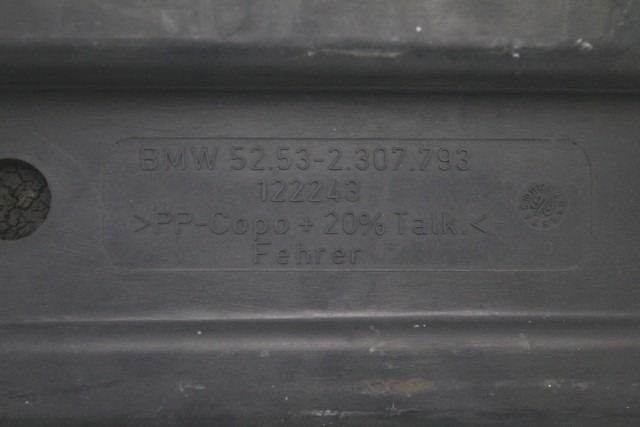 BMW 52.53-2.307.793
122243
>PP-Copo + 20% Talk.<
Fehrer